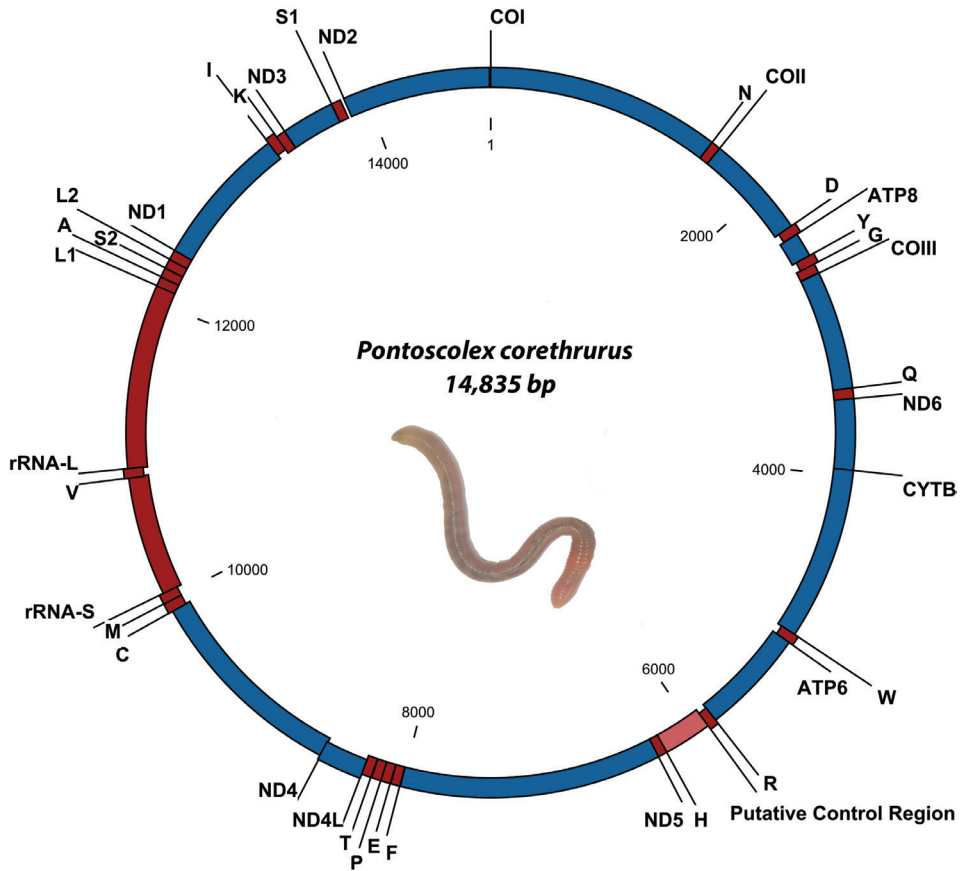 COI
S1
ND2
I
ND3
K
N
COII
1
14000
L2
ND1
A
S2
L1
D
ATP8
Y
G
COIII
2000
12000
Pontoscolex corethrurus
14,835 bp
Q
ND6
4000
CYTB
rRNA-L
V
10000
rRNA-S
M
C
6000
ATP6
W
8000
ND4
ND4L
T
P
E
F
ND5
H
R
Putative Control Region